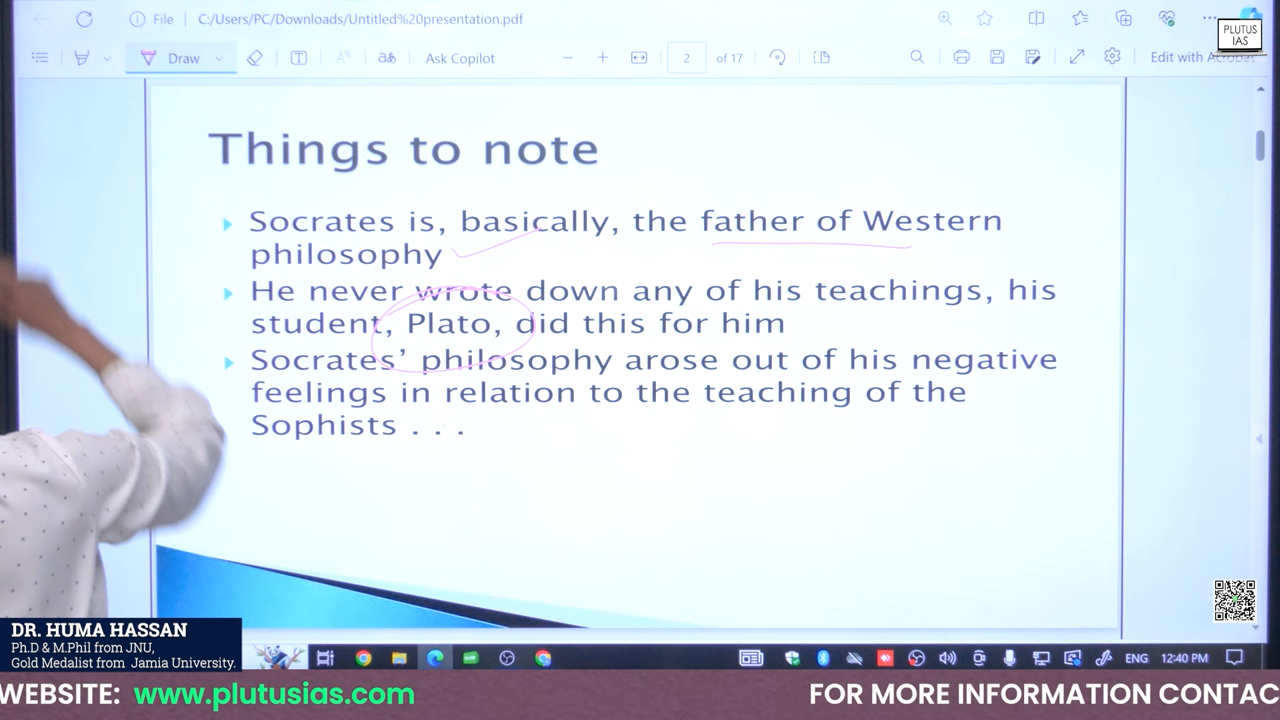 File
C:/Users/PC/Downloads/Untitled%20presentation.pdf
PLUTUS
IAS
Draw
aあ
Ask Copilot
2
of 17
Edit with Acrobat
Things to note
Socrates is, basically, the father of Western
philosophy
He never wrote down any of his teachings, his
student, Plato, did this for him
Socrates’ philosophy arose out of his negative
feelings in relation to the teaching of the
Sophists . . .
DR. HUMA HASSAN
Ph.D & M.Phil from JNU,
Gold Medalist from Jamia University.
ENG
12:40 PM
WEBSITE: www.plutusias.com
FOR MORE INFORMATION CONTAC